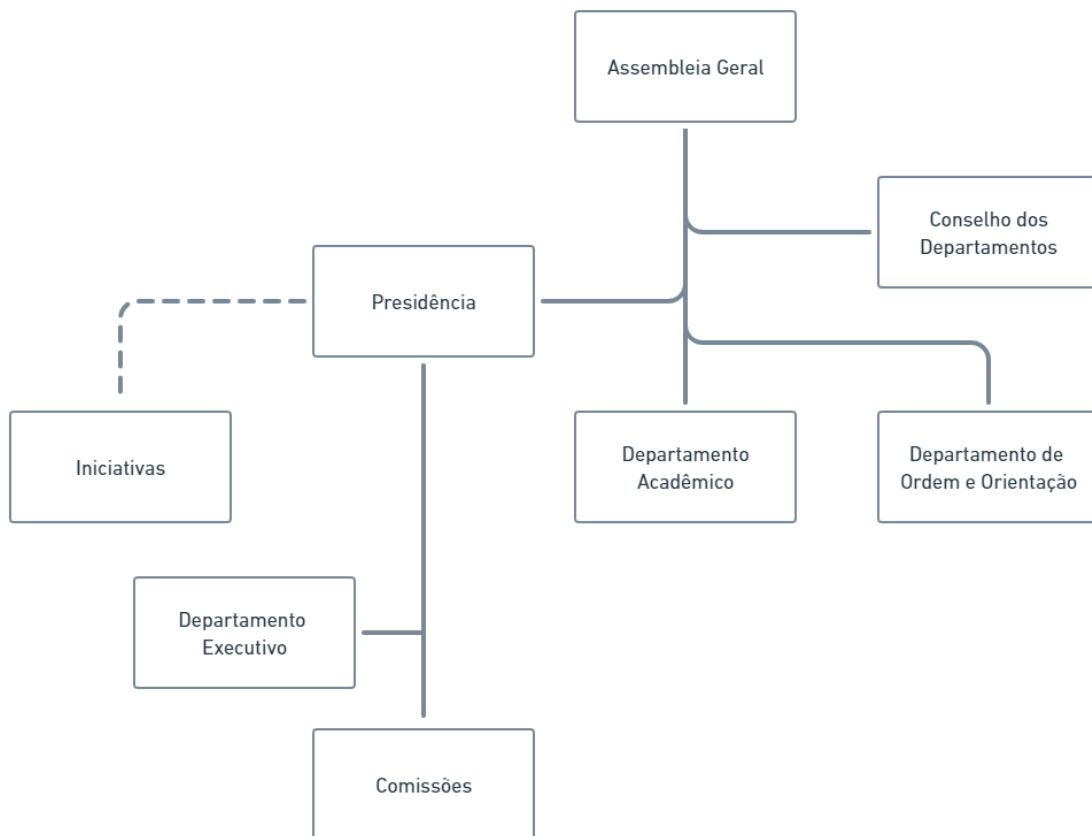 Assembleia Geral
Conselho dos
Departamentos
Presidência
Iniciativas
Departamento
Acadêmico
Departamento de
Ordem e Orientação
Departamento
Executivo
Comissões